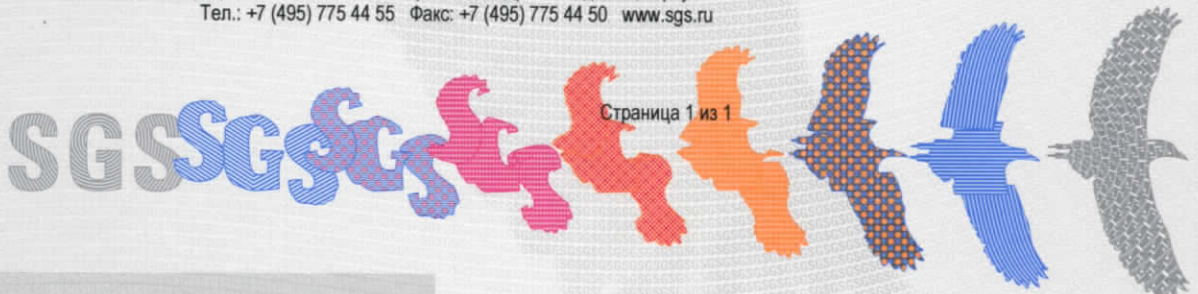 Тел.: +7 (495) 775 44 55 Факс: +7 (495) 775 44 50 www.sgs.ru
Страница 1 из 1
SGS SGS SGS